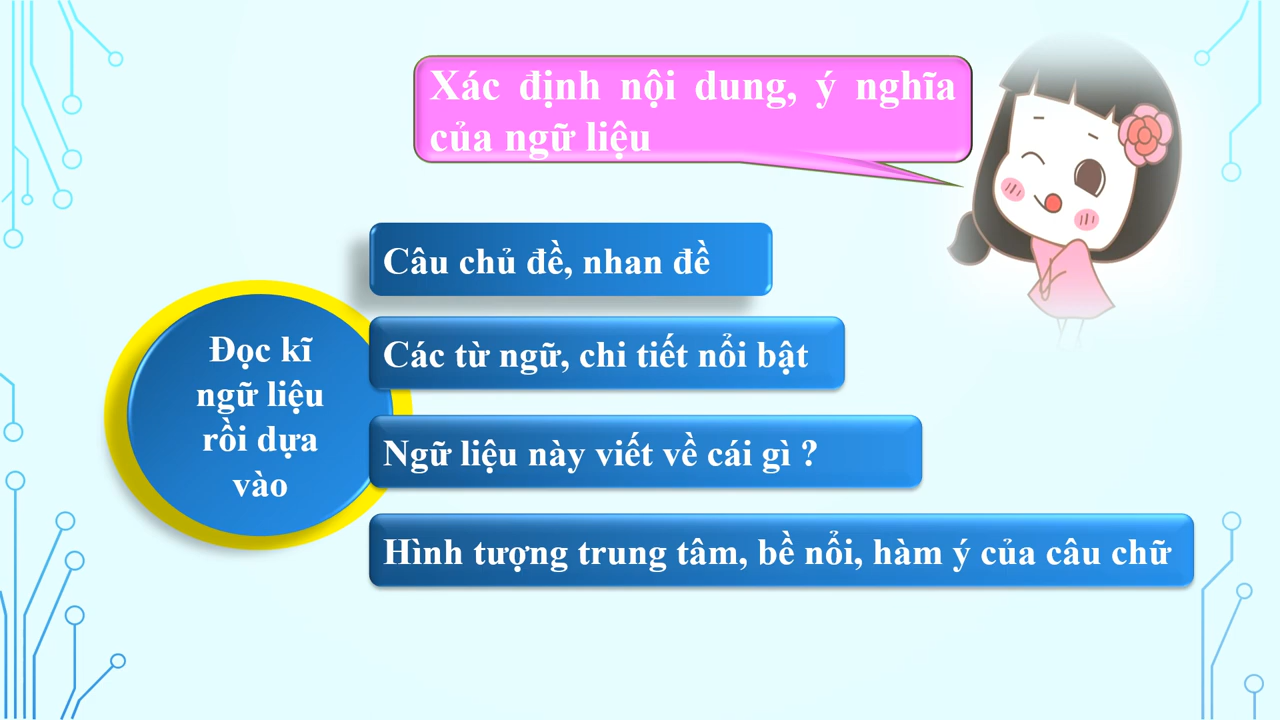 Xác định nội dung, ý nghĩa
của ngữ liệu
Câu chủ đề, nhan đề
Đọc kĩ
ngữ liệu
rồi dựa
vào
Các từ ngữ, chi tiết nổi bật
Ngữ liệu này viết về cái gì ?
Hình tượng trung tâm, bề nổi, hàm ý của câu chữ